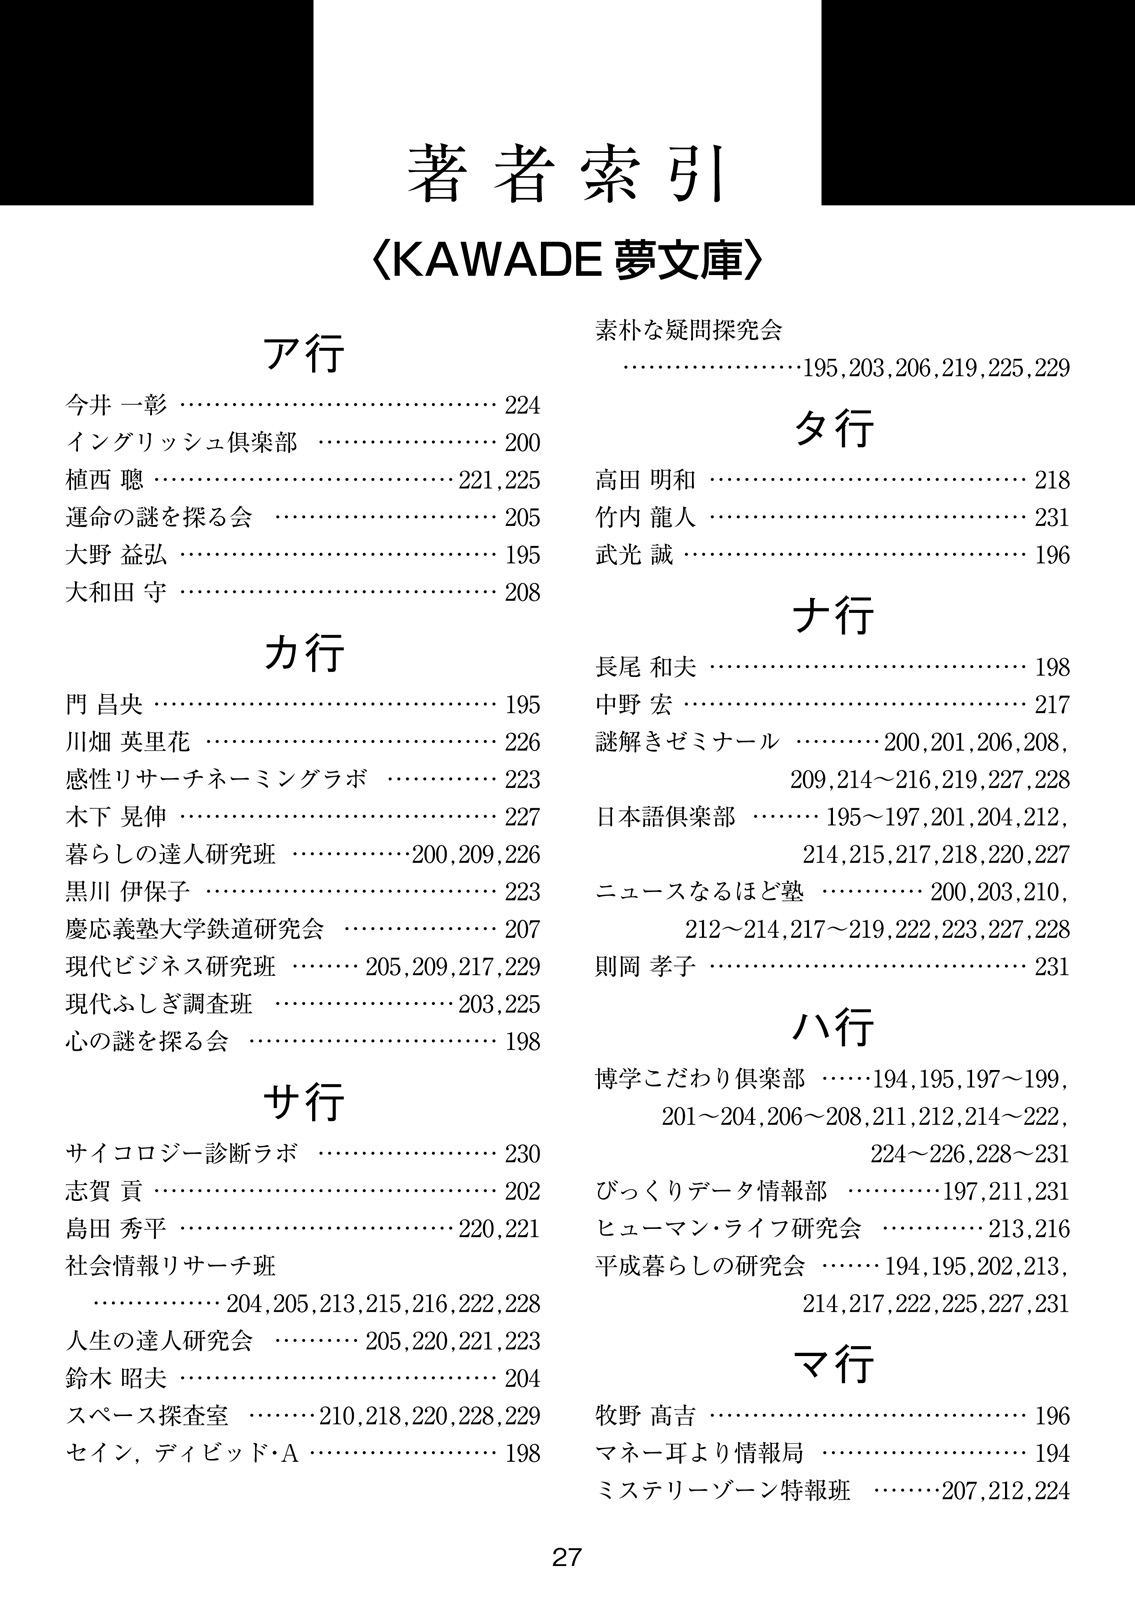 著者索引
〈KAWADE 夢文庫〉
ア行
今井 一彰 ………………………………… 224
イングリッシュ倶楽部 ………………… 200
植西 聰 ………………………………221,225
運命の謎を探る会 ……………………… 205
大野 益弘 ………………………………… 195
大和田 守 ………………………………… 208
カ行
門 昌央 …………………………………… 195
川畑 英里花 ……………………………… 226
感性リサーチネーミングラボ ………… 223
木下 晃伸 ………………………………… 227
暮らしの達人研究班 ……………200,209,226
黒川 伊保子 ……………………………… 223
慶応義塾大学鉄道研究会 ……………… 207
現代ビジネス研究班 ………205,209,217,229
現代ふしぎ調査班 …………………203,225
心の謎を探る会 ………………………… 198
サ行
サイコロジー診断ラボ ………………… 230
志賀 貢 …………………………………… 202
島田 秀平 ……………………………220,221
社会情報リサーチ班
……………204,205,213,215,216,222,228
人生の達人研究会 ……… 205,220,221,223
鈴木 昭夫 ………………………………… 204
スペース探査室 ………210,218,220,228,229
セイン, ディビッド・A ………………… 198
素朴な疑問探究会
…………………195,203,206,219,225,229
タ行
高田 明和 ………………………………… 218
竹内 龍人 ………………………………… 231
武光 誠 …………………………………… 196
ナ行
長尾 和夫 ………………………………… 198
中野 宏 …………………………………… 217
謎解きゼミナール …………200,201,206,208,
209,214〜216,219,227,228
日本語倶楽部 ………195〜197,201,204,212,
214,215,217,218,220,227
ニュースなるほど塾 …………200,203,210,
212〜214,217〜219,222,223,227,228
則岡 孝子 ………………………………… 231
ハ行
博学こだわり倶楽部 ……194,195,197〜199,
201〜204,206〜208,211,212,214〜222,
224〜226,228〜231
びっくりデータ情報部 …………197,211,231
ヒューマン・ライフ研究会 …………213,216
平成暮らしの研究会 ……194,195,202,213,
214,217,222,225,227,231
マ行
牧野 髙吉 ………………………………… 196
マネー耳より情報局 …………………… 194
ミステリーゾーン特報班 ………207,212,224
27